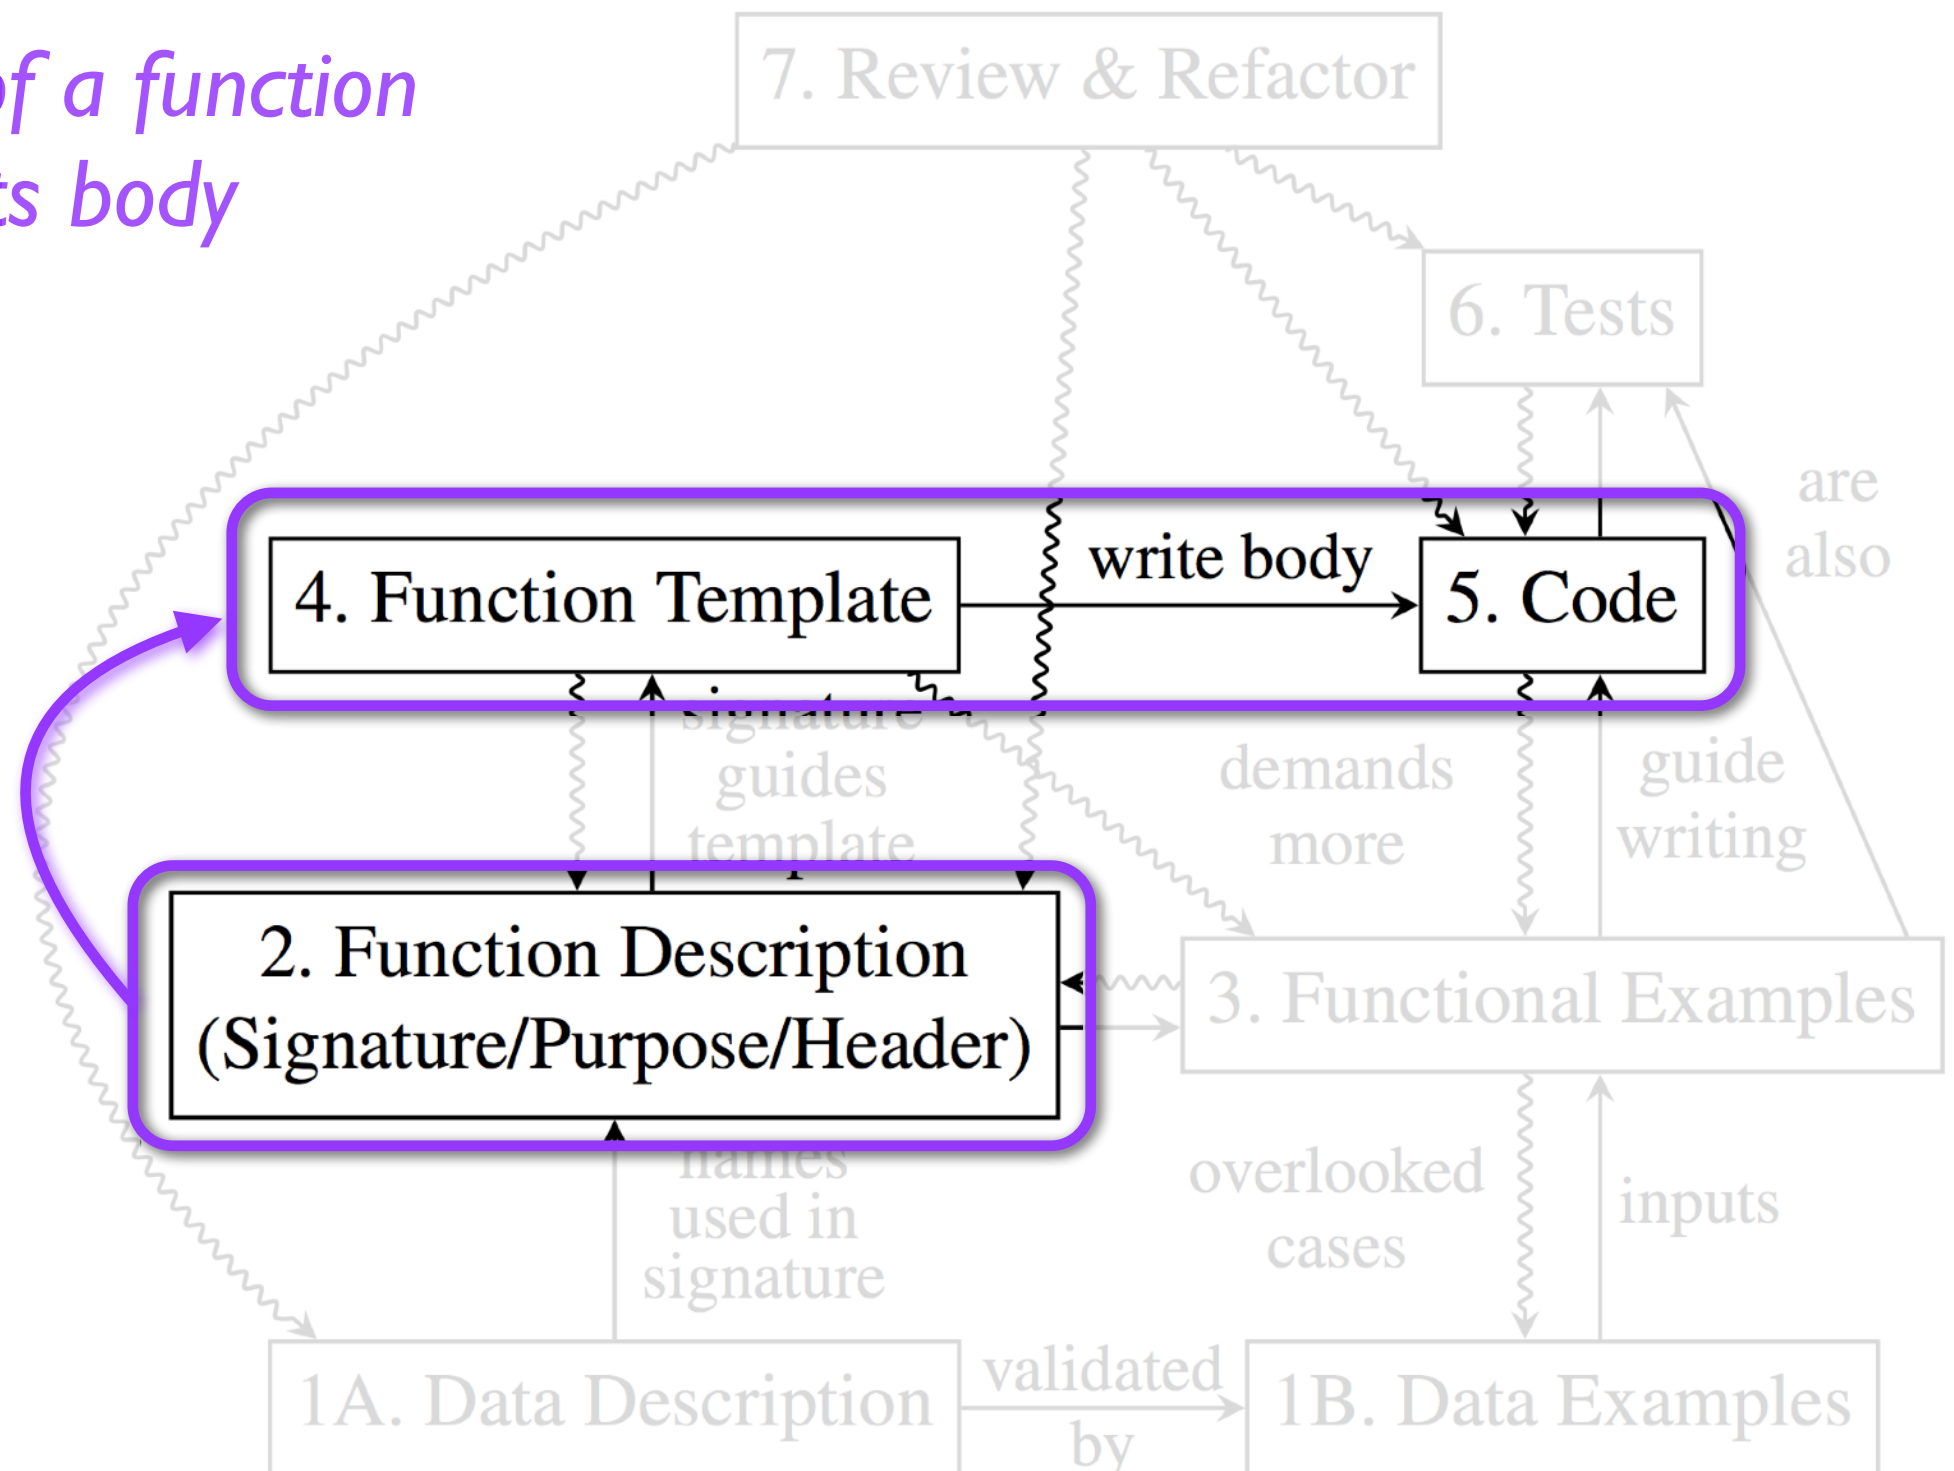 of a function
ts body
7. Review & Refactor
6. Tests
are
also
4. Function Template
write body
5. Code
signature
guides
template
demands
more
guide
writing
2. Function Description
(Signature/Purpose/Header)
3. Functional Examples
names
used in
signature
overlooked
cases
inputs
1A. Data Description
validated
by
1B. Data Examples